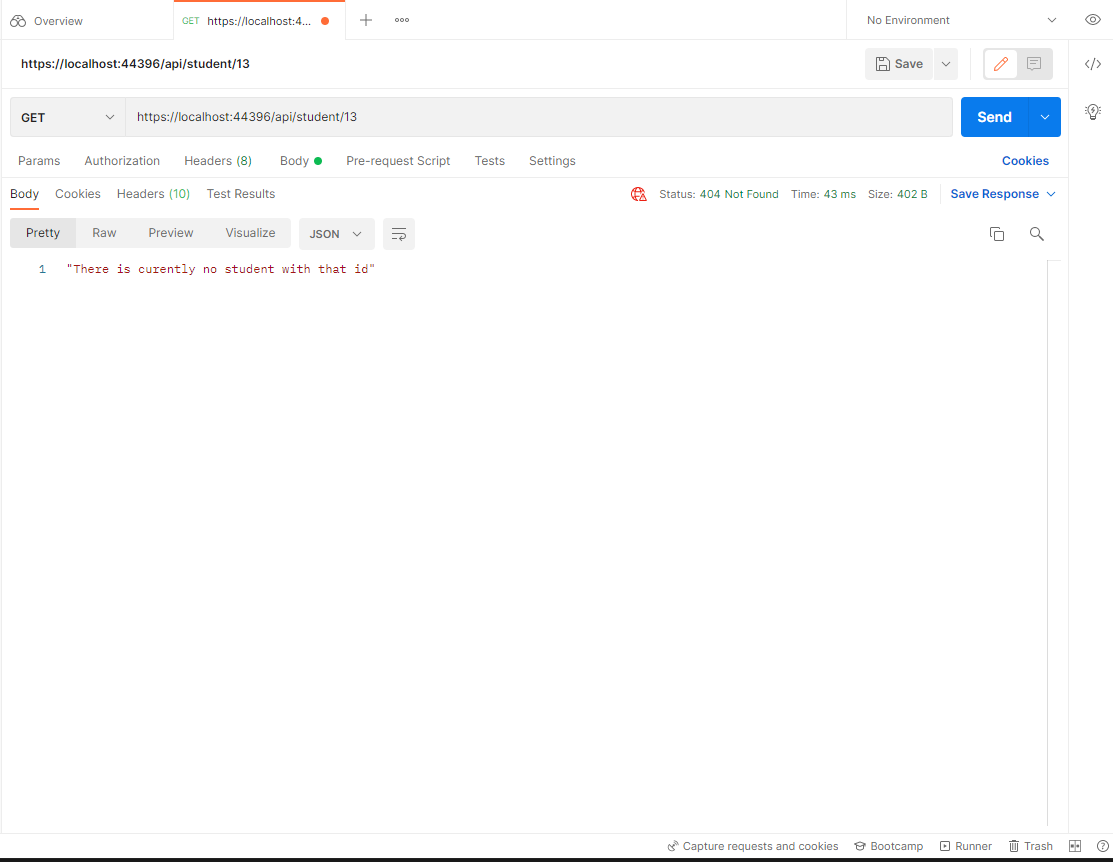 Overview
GET https://localhost:4...
No Environment
https://localhost:44396/api/student/13
Save
GET
https://localhost:44396/api/student/13
Send
Params Authorization Headers (8) Body Pre-request Script Tests Settings Cookies
Body Cookies Headers (10) Test Results Status: 404 Not Found Time: 43 ms Size: 402 B Save Response
Pretty Raw Preview Visualize JSON
1 "There is curently no student with that id"
Capture requests and cookies Bootcamp Runner Trash